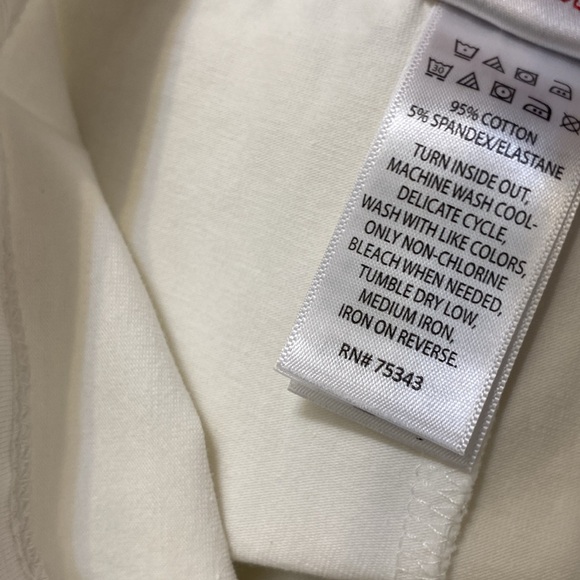 30
95% COTTON
5% SPANDEX/ELASTANE
TURN INSIDE OUT,
MACHINE WASH COOL-
DELICATE CYCLE,
WASH WITH LIKE COLORS,
ONLY NON-CHLORINE
BLEACH WHEN NEEDED,
TUMBLE DRY LOW,
MEDIUM IRON,
IRON ON REVERSE.
RN# 75343